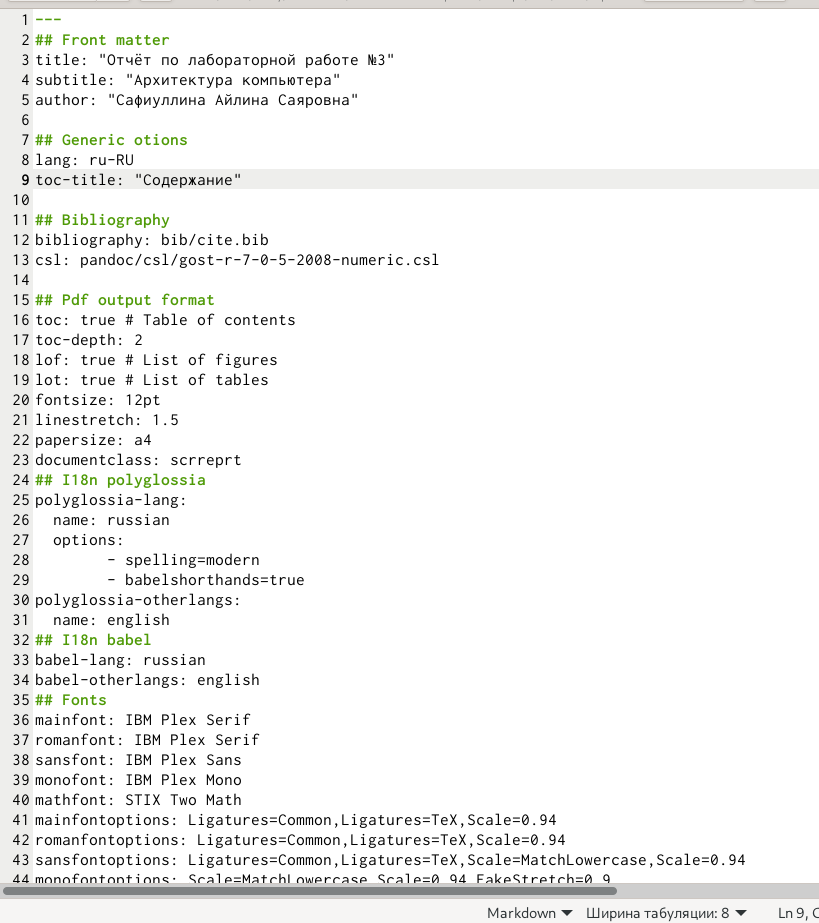 1 ---
2 ## Front matter
3 title: "Отчёт по лабораторной работе №3"
4 subtitle: "Архитектура компьютера"
5 author: "Сафиуллина Айлина Саяровна"
6
7 ## Generic otions
8 lang: ru-RU
9 toc-title: "Содержание"
10
11 ## Bibliography
12 bibliography: bib/cite.bib
13 csl: pandoc/csl/gost-r-7-0-5-2008-numeric.csl
14
15 ## Pdf output format
16 toc: true # Table of contents
17 toc-depth: 2
18 lof: true # List of figures
19 lot: true # List of tables
20 fontsize: 12pt
21 linestretch: 1.5
22 papersize: a4
23 documentclass: scrreprt
24 ## I18n polyglossia
25 polyglossia-lang:
26   name: russian
27   options:
28         - spelling=modern
29         - babelshorthands=true
30 polyglossia-otherlangs:
31   name: english
32 ## I18n babel
33 babel-lang: russian
34 babel-otherlangs: english
35 ## Fonts
36 mainfont: IBM Plex Serif
37 romanfont: IBM Plex Serif
38 sansfont: IBM Plex Sans
39 monofont: IBM Plex Mono
40 mathfont: STIX Two Math
41 mainfontoptions: Ligatures=Common,Ligatures=TeX,Scale=0.94
42 romanfontoptions: Ligatures=Common,Ligatures=TeX,Scale=0.94
43 sansfontoptions: Ligatures=Common,Ligatures=TeX,Scale=MatchLowercase,Scale=0.94
44 monofontoptions: Scale=MatchLowercase,Scale=0.94,FakeStretch=0.9
Markdown Ширина табуляции: 8 Ln 9, C